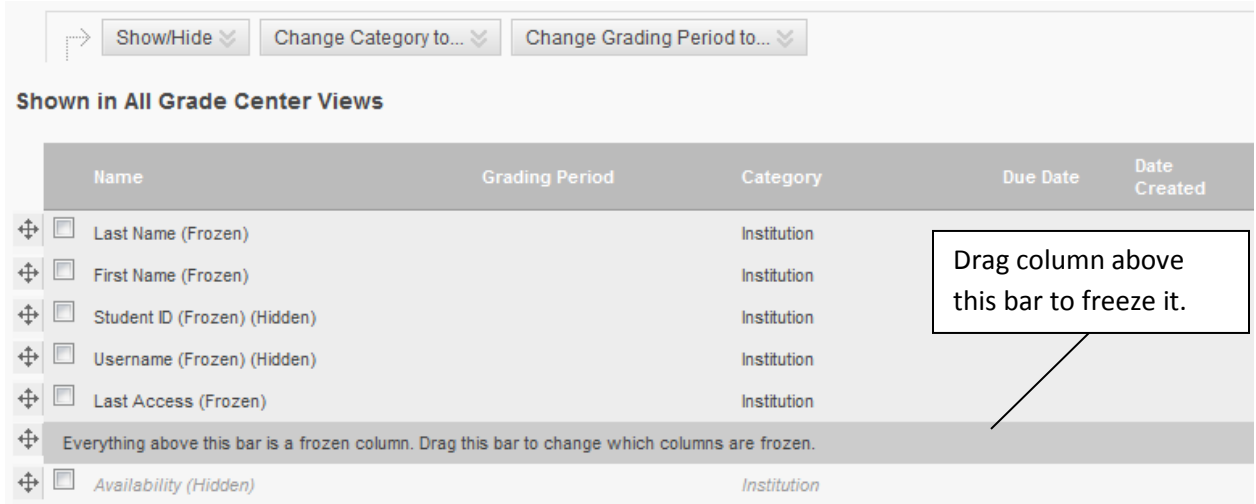 Show/Hide Change Category to... Change Grading Period to...
Shown in All Grade Center Views
Name Grading Period Category Due Date Date Created
Last Name (Frozen) Institution
First Name (Frozen) Institution
Student ID (Frozen) (Hidden) Institution
Username (Frozen) (Hidden) Institution
Last Access (Frozen) Institution
Drag column above
this bar to freeze it.
Everything above this bar is a frozen column. Drag this bar to change which columns are frozen.
Availability (Hidden) Institution